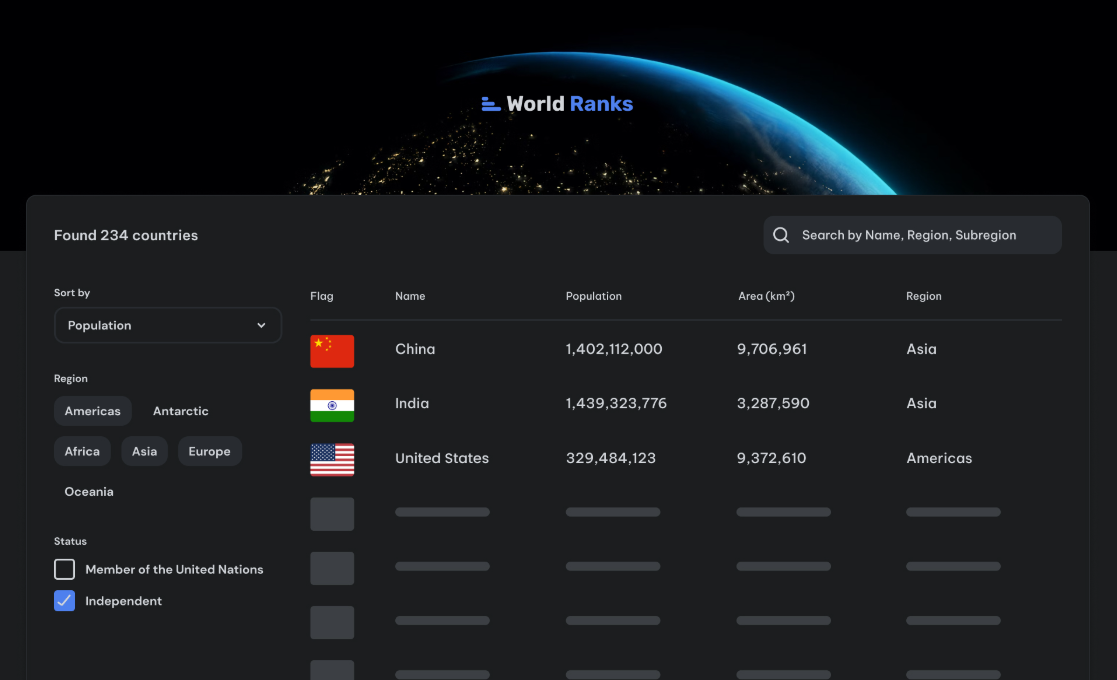 World Ranks
Found 234 countries
Search by Name, Region, Subregion
Sort by
Population
Region
Americas Antarctic
Africa Asia Europe
Oceania
Status
Member of the United Nations
Independent
Flag Name Population Area (km²) Region
China 1,402,112,000 9,706,961 Asia
India 1,439,323,776 3,287,590 Asia
United States 329,484,123 9,372,610 Americas